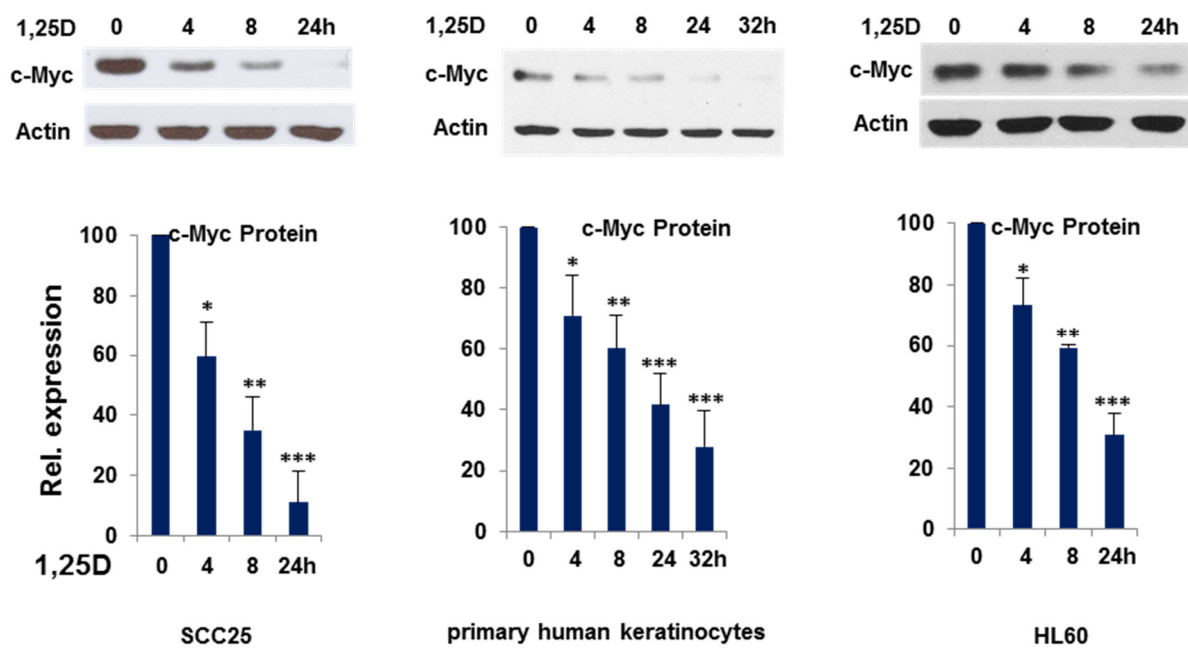 1,25D 0 4 8 24h
c-Myc
Actin
c-Myc Protein
Rel. expression
100
80
60
40
20
0
*
**
***
1,25D 0 4 8 24h
SCC25
1,25D 0 4 8 24 32h
c-Myc
Actin
c-Myc Protein
100
80
60
40
20
0
*
**
***
***
0 4 8 24 32h
primary human keratinocytes
1,25D 0 4 8 24h
c-Myc
Actin
c-Myc Protein
100
80
60
40
20
0
*
**
***
0 4 8 24h
HL60